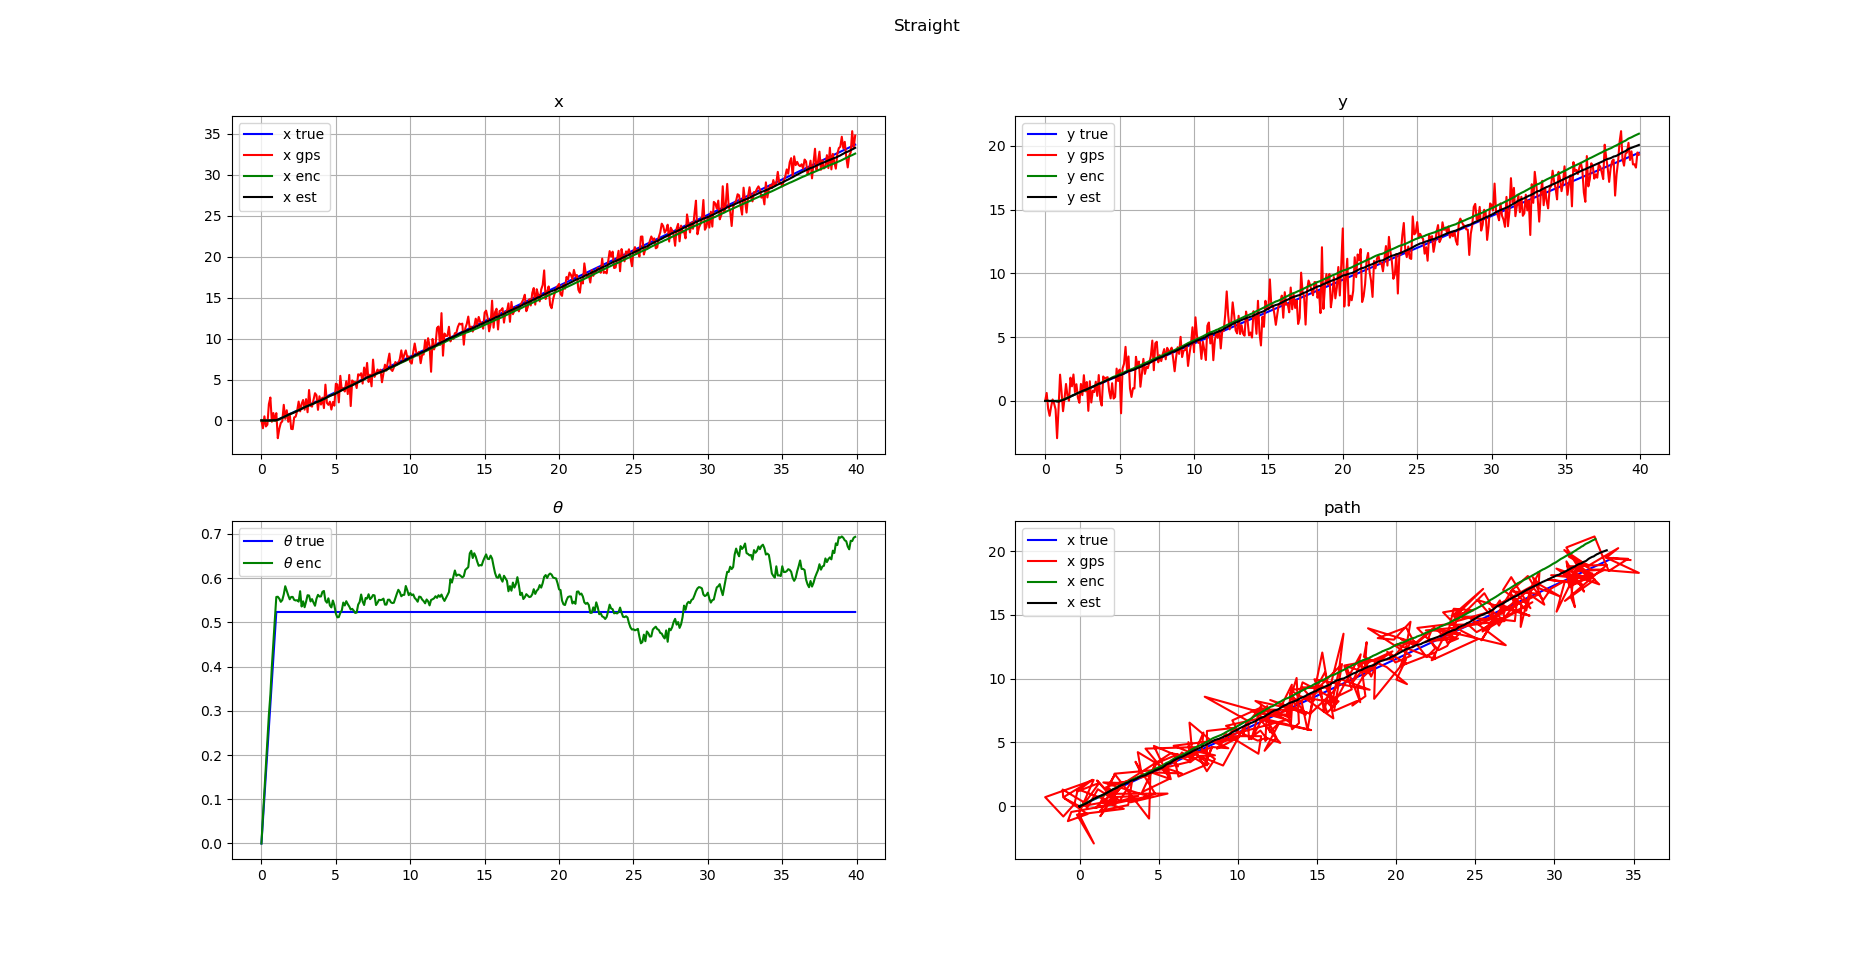 Straight
x
x true
x gps
x enc
x est
35
30
25
20
15
10
5
0
0 5 10 15 20 25 30 35 40
y
y true
y gps
y enc
y est
20
15
10
5
0
0 5 10 15 20 25 30 35 40
θ
θ true
θ enc
0.7
0.6
0.5
0.4
0.3
0.2
0.1
0.0
0 5 10 15 20 25 30 35 40
path
x true
x gps
x enc
x est
20
15
10
5
0
0 5 10 15 20 25 30 35